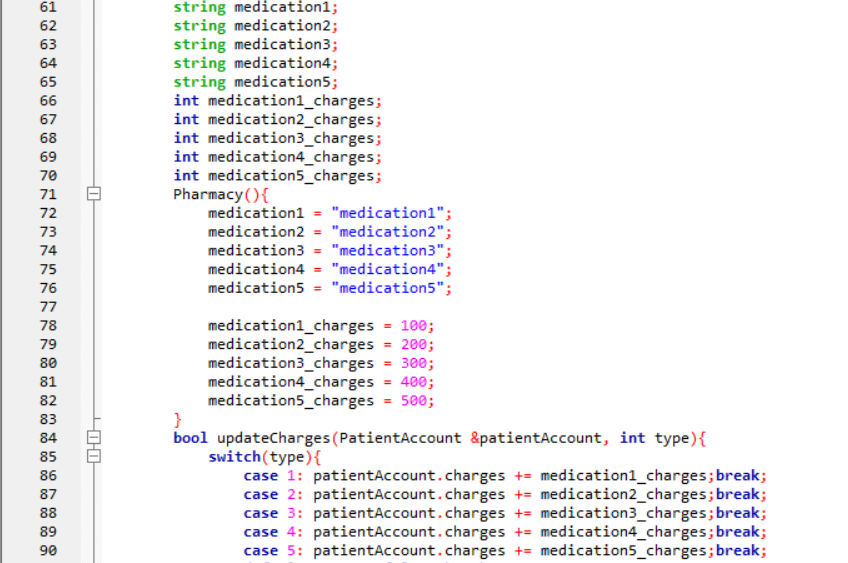 61 string medication1;
62 string medication2;
63 string medication3;
64 string medication4;
65 string medication5;
66 int medication1_charges;
67 int medication2_charges;
68 int medication3_charges;
69 int medication4_charges;
70 int medication5_charges;
71 Pharmacy(){
72 medication1 = "medication1";
73 medication2 = "medication2";
74 medication3 = "medication3";
75 medication4 = "medication4";
76 medication5 = "medication5";
77
78 medication1_charges = 100;
79 medication2_charges = 200;
80 medication3_charges = 300;
81 medication4_charges = 400;
82 medication5_charges = 500;
83 }
84 bool updateCharges(PatientAccount &patientAccount, int type){
85 switch(type){
86 case 1: patientAccount.charges += medication1_charges;break;
87 case 2: patientAccount.charges += medication2_charges;break;
88 case 3: patientAccount.charges += medication3_charges;break;
89 case 4: patientAccount.charges += medication4_charges;break;
90 case 5: patientAccount.charges += medication5_charges;break;